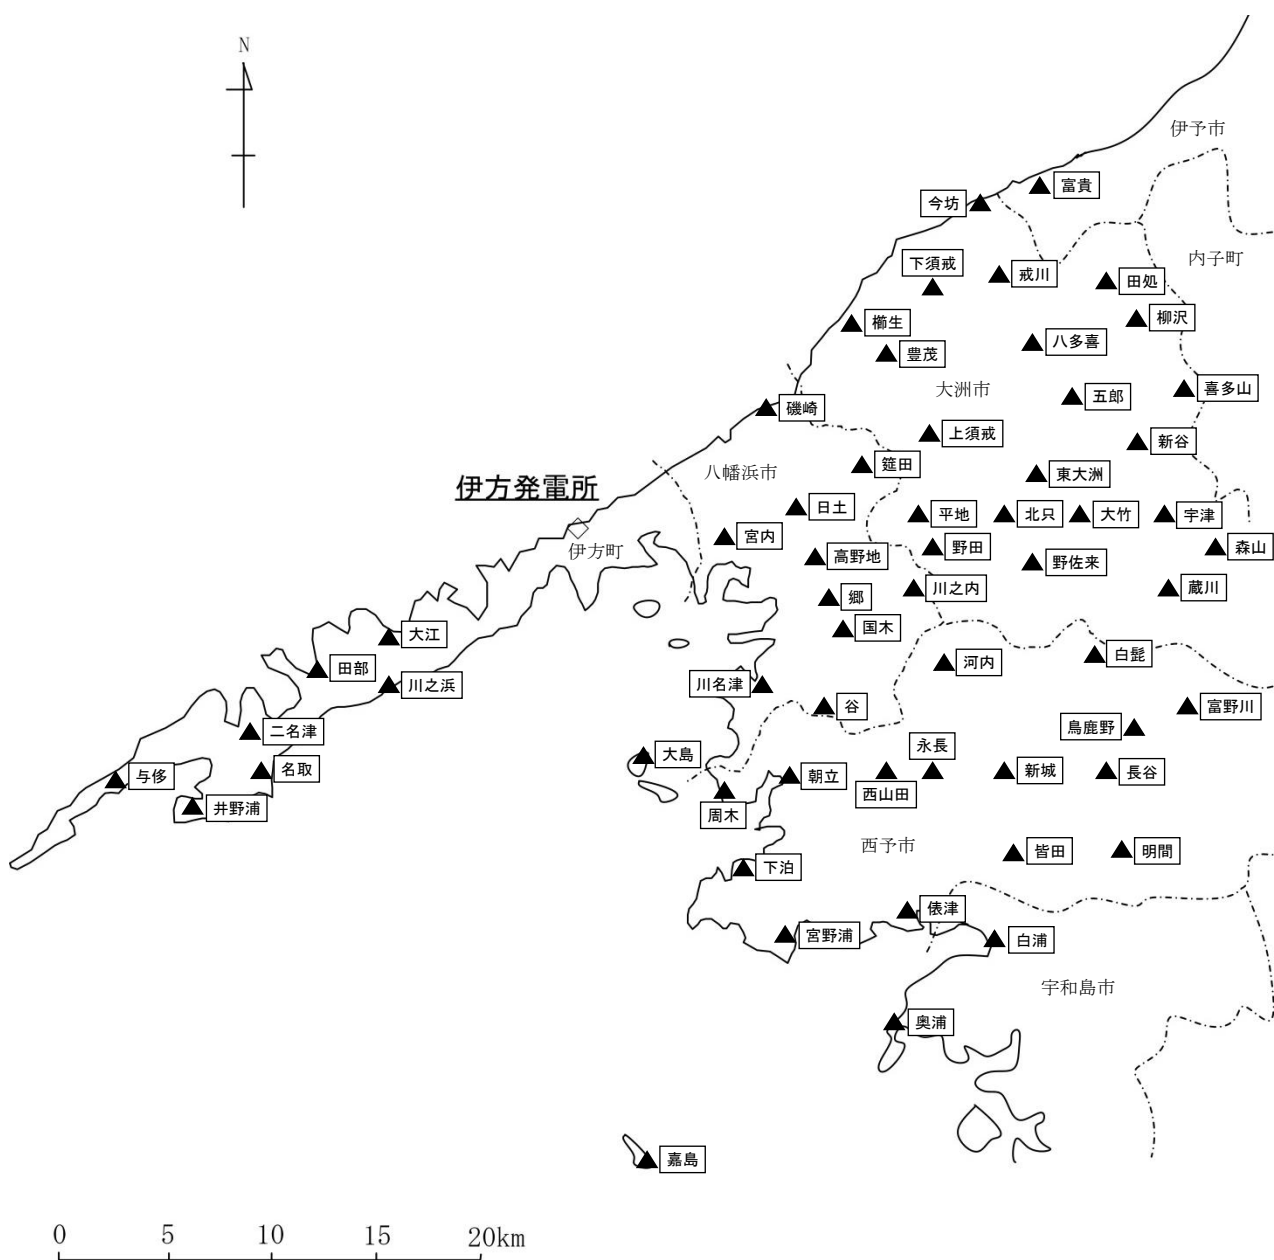 N
伊予市
富貴
今坊
内子町
下須戒
戒川
田処
櫛生
柳沢
豊茂
八多喜
大洲市
喜多山
五郎
磯崎
上須戒
新谷
筵田
八幡浜市
東大洲
伊方発電所
日土
平地
北只
大竹
宇津
宮内
伊方町
高野地
野田
野佐来
森山
郷
川之内
蔵川
国木
大江
田部
川之浜
川名津
河内
白髭
谷
富野川
二名津
鳥鹿野
大島
永長
与侈
名取
朝立
新城
長谷
西山田
井野浦
周木
西予市
皆田
明間
下泊
俵津
宮野浦
白浦
宇和島市
奥浦
嘉島
0 5 10 15 20km